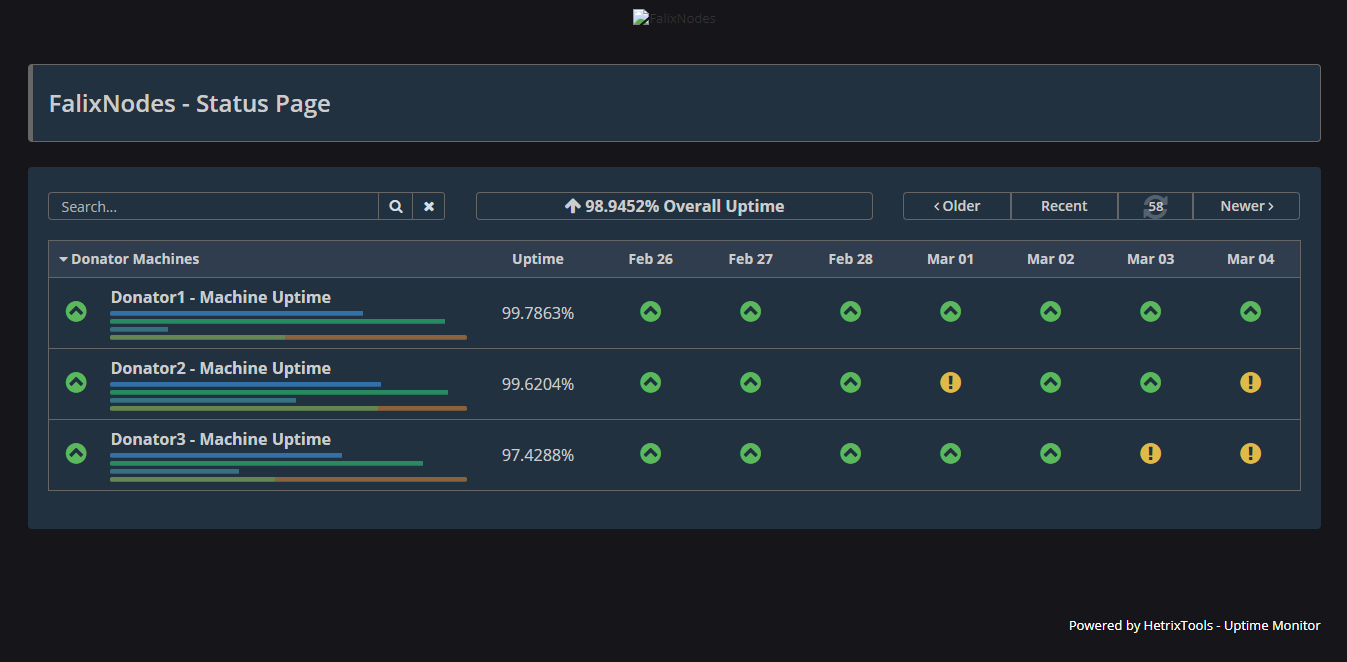 FalixNodes
FalixNodes - Status Page
Search...
98.9452% Overall Uptime
Older
Recent
58
Newer
Donator Machines Uptime Feb 26 Feb 27 Feb 28 Mar 01 Mar 02 Mar 03 Mar 04
Donator1 - Machine Uptime
99.7863%
Donator2 - Machine Uptime
99.6204%
Donator3 - Machine Uptime
97.4288%
Powered by HetrixTools - Uptime Monitor